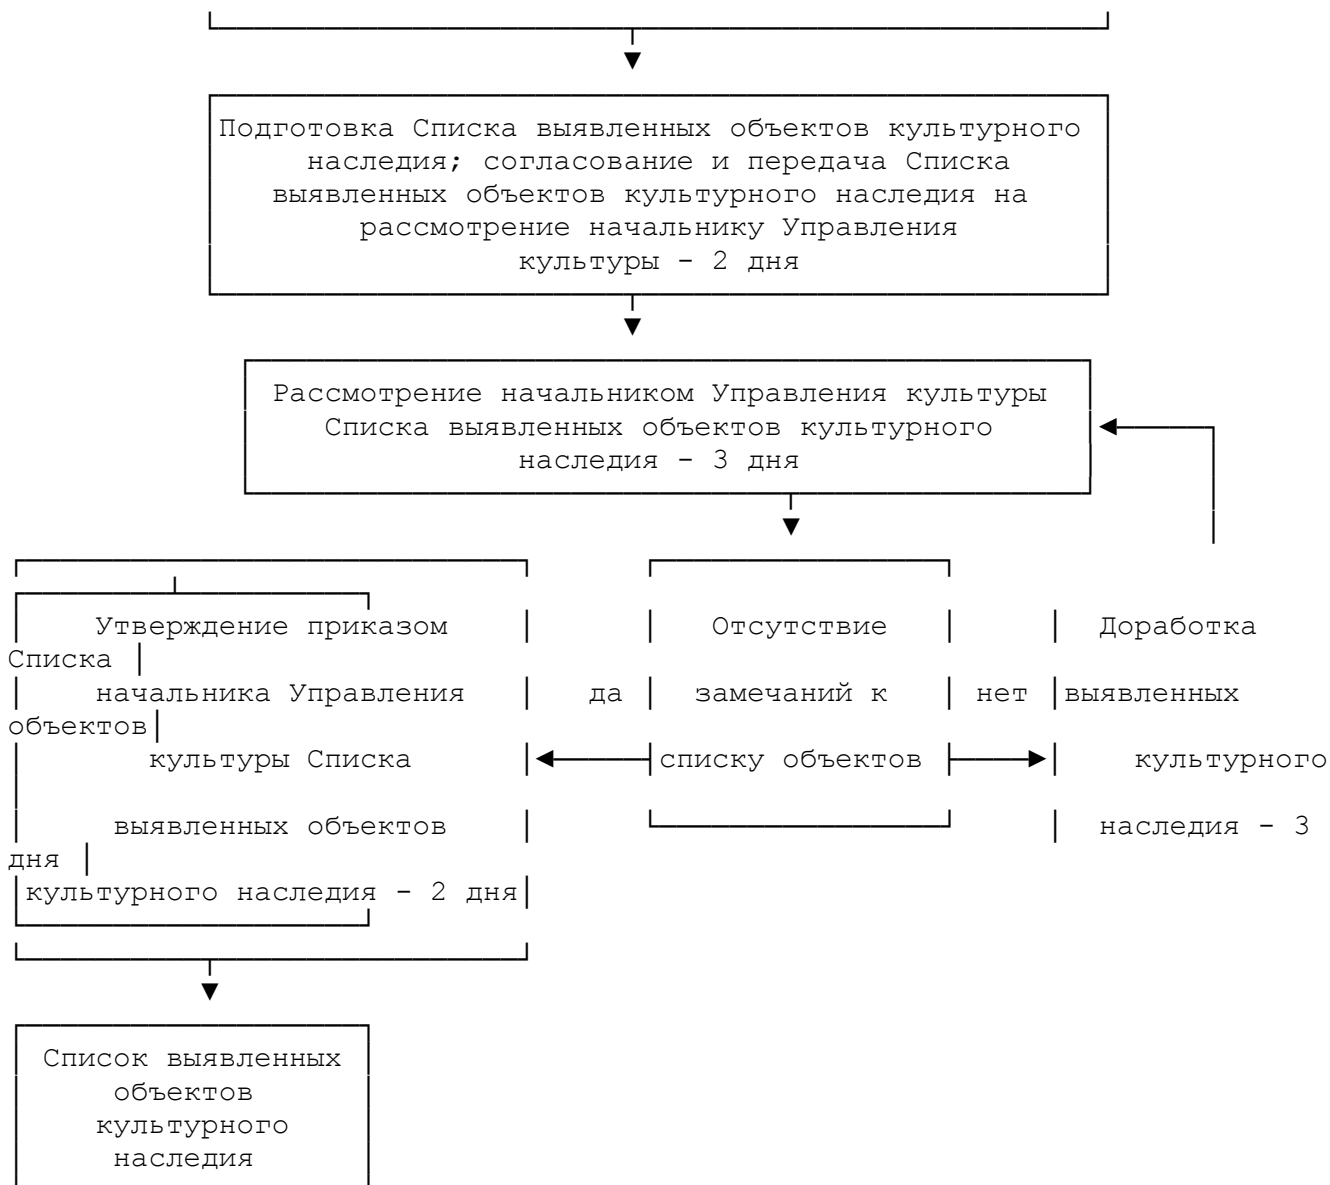 Подготовка Списка выявленных объектов культурного
наследия; согласование и передача Списка
выявленных объектов культурного наследия на
рассмотрение начальнику Управления
культуры - 2 дня
Рассмотрение начальником Управления культуры
Списка выявленных объектов культурного
наследия - 3 дня
Утверждение приказом Отсутствие Доработка
Списка
начальника Управления да замечаний к нет выявленных
объектов
культуры Списка списку объектов культурного
выявленных объектов наследия - 3
дня
культурного наследия - 2 дня
Список выявленных
объектов
культурного
наследия